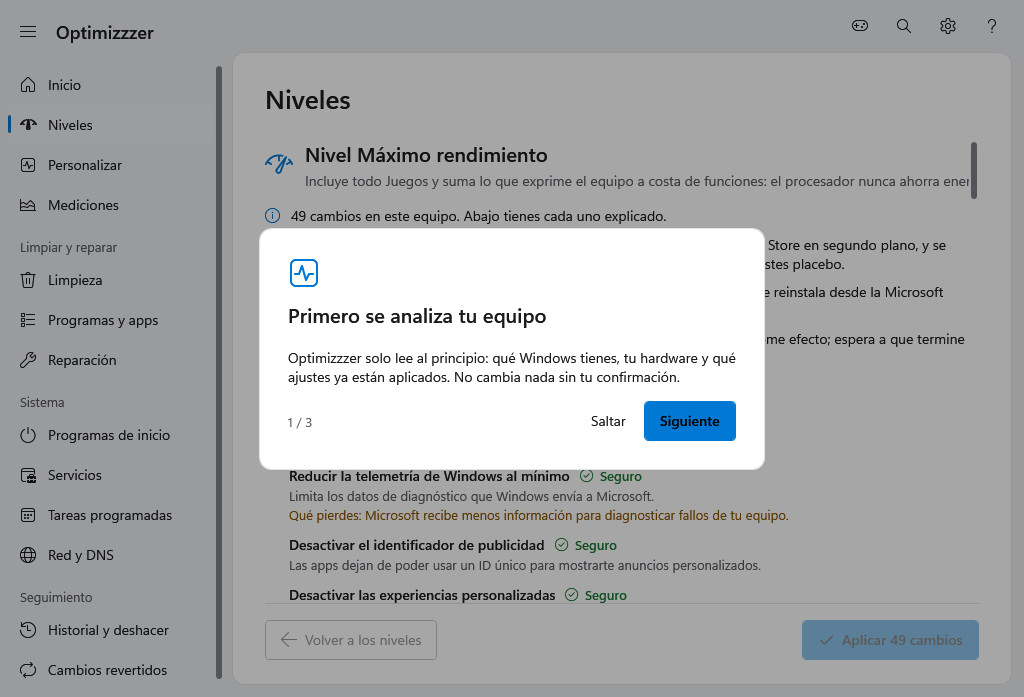 Optimizzzer
Inicio
Niveles
Personalizar
Mediciones
Limpiar y reparar
Limpieza
Programas y apps
Reparación
Sistema
Programas de inicio
Servicios
Tareas programadas
Red y DNS
Seguimiento
Historial y deshacer
Cambios revertidos
Niveles
Nivel Máximo rendimiento
Incluye todo Juegos y suma lo que exprime el equipo a costa de funciones: el procesador nunca ahorra ener
49 cambios en este equipo. Abajo tienes cada uno explicado.
Store en segundo plano, y se
stes placebo.
e reinstala desde la Microsoft
ome efecto; espera a que termine
Primero se analiza tu equipo
Optimizzzer solo lee al principio: qué Windows tienes, tu hardware y qué
ajustes ya están aplicados. No cambia nada sin tu confirmación.
1 / 3
Saltar
Siguiente
Reducir la telemetría de Windows al mínimo Seguro
Limita los datos de diagnóstico que Windows envía a Microsoft.
Qué pierdes: Microsoft recibe menos información para diagnosticar fallos de tu equipo.
Desactivar el identificador de publicidad Seguro
Las apps dejan de poder usar un ID único para mostrarte anuncios personalizados.
Desactivar las experiencias personalizadas Seguro
Volver a los niveles
Aplicar 49 cambios